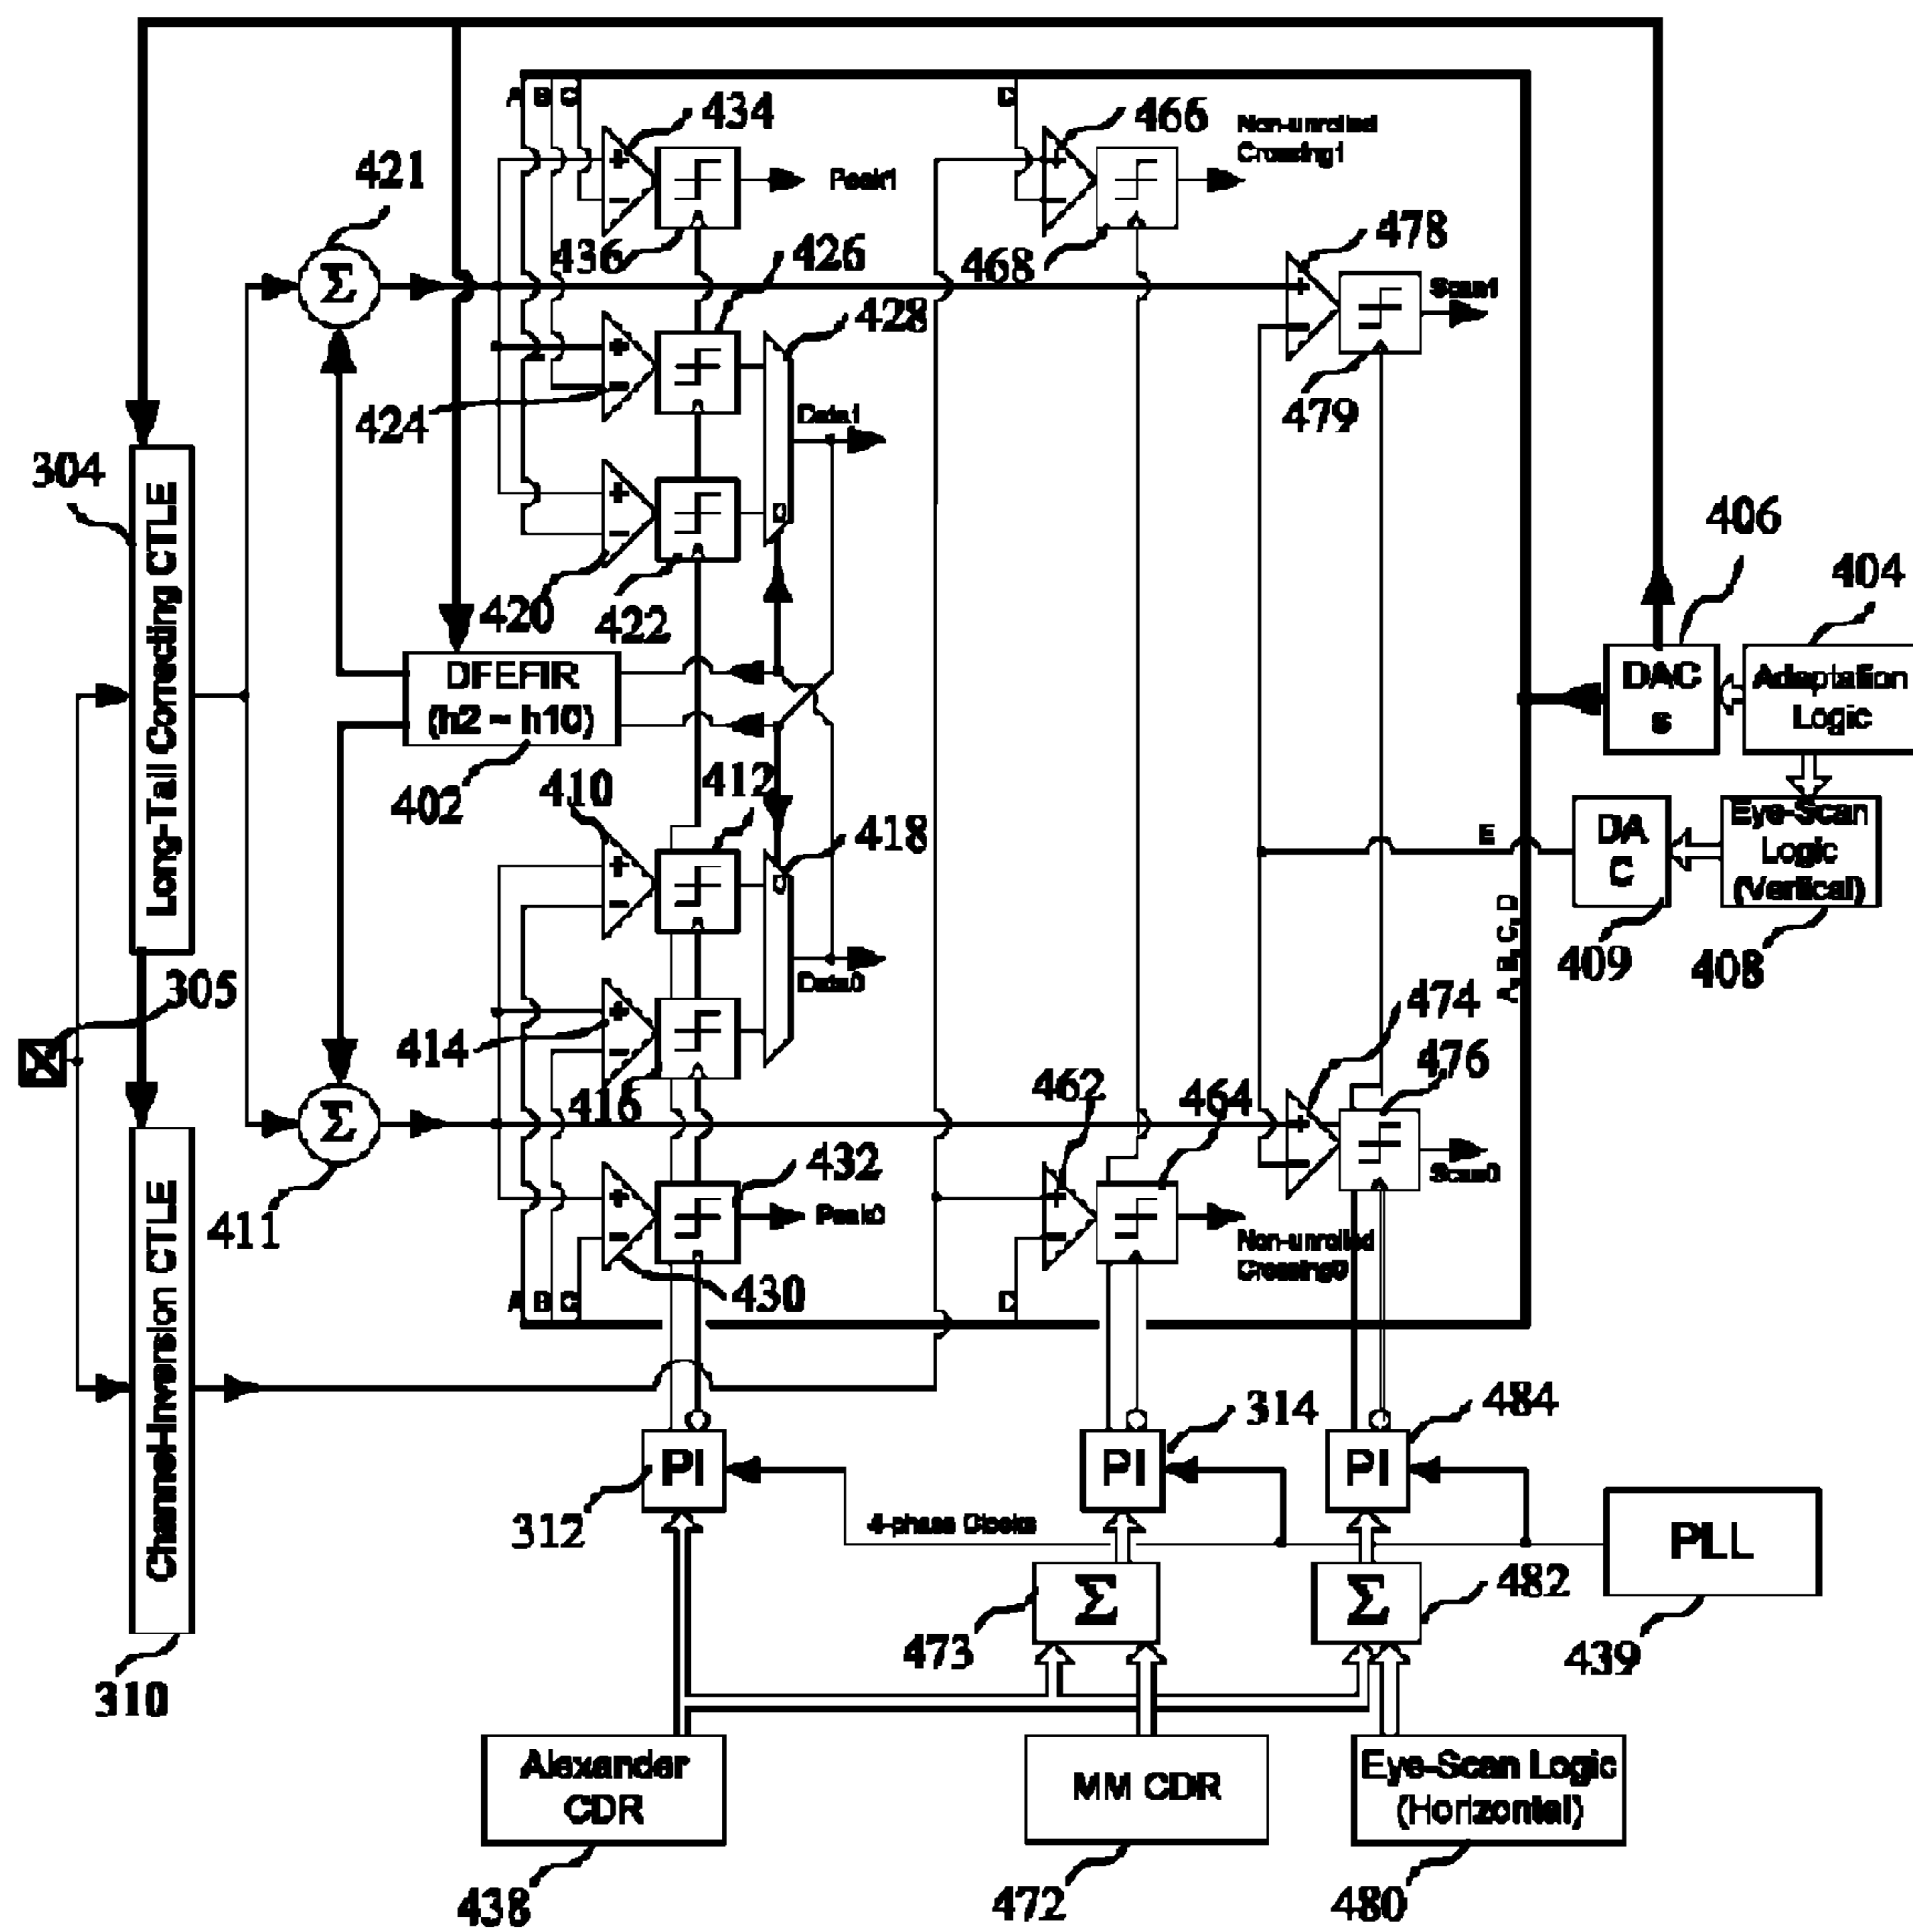 A B C
434
D
466
Non-unrolled
Crossing1
Peak1
421
Σ
436
426
468
478
Scan1
428
424
Data1
479
304
Long-Tail Correcting CTLE
420
422
406
404
DFEFIR
(h2 ~ h10)
DAC
s
Adaptation
Logic
402
410
412
418
E
DA
C
Eye-Scan
Logic
(Vertical)
409
408
A, B, C, D
305
414
416
Data0
474
476
462
464
Σ
411
432
Peak0
Scan0
Non-unrolled
Crossing0
430
A B C
D
Channel-Inversion CTLE
310
PI
312
PI
314
PI
484
4-phase Clocks
PLL
439
Σ
473
Σ
482
Alexander
CDR
438
MM CDR
472
Eye-Scan Logic
(Horizontal)
480